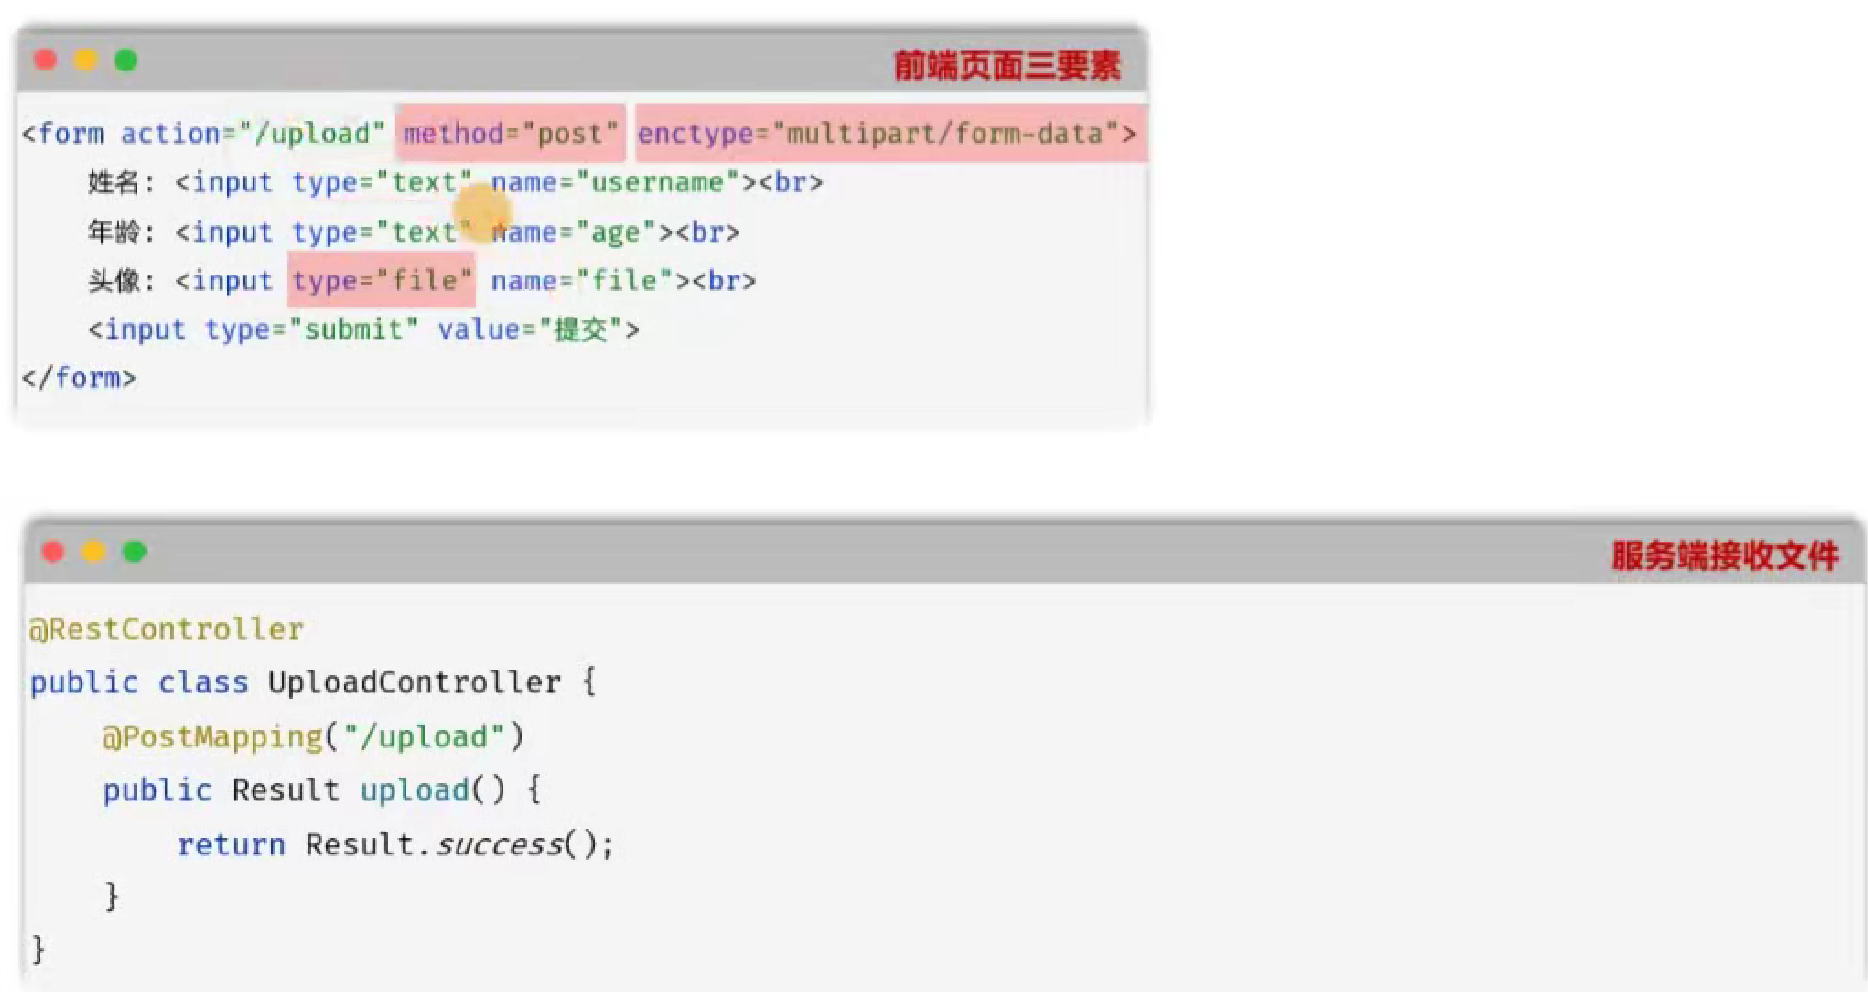 前端页面三要素
<form action="/upload" method="post" enctype="multipart/form-data">
姓名: <input type="text" name="username"><br>
年龄: <input type="text" name="age"><br>
头像: <input type="file" name="file"><br>
<input type="submit" value="提交">
</form>
服务端接收文件
@RestController
public class UploadController {
@PostMapping("/upload")
public Result upload() {
return Result.success();
}
}